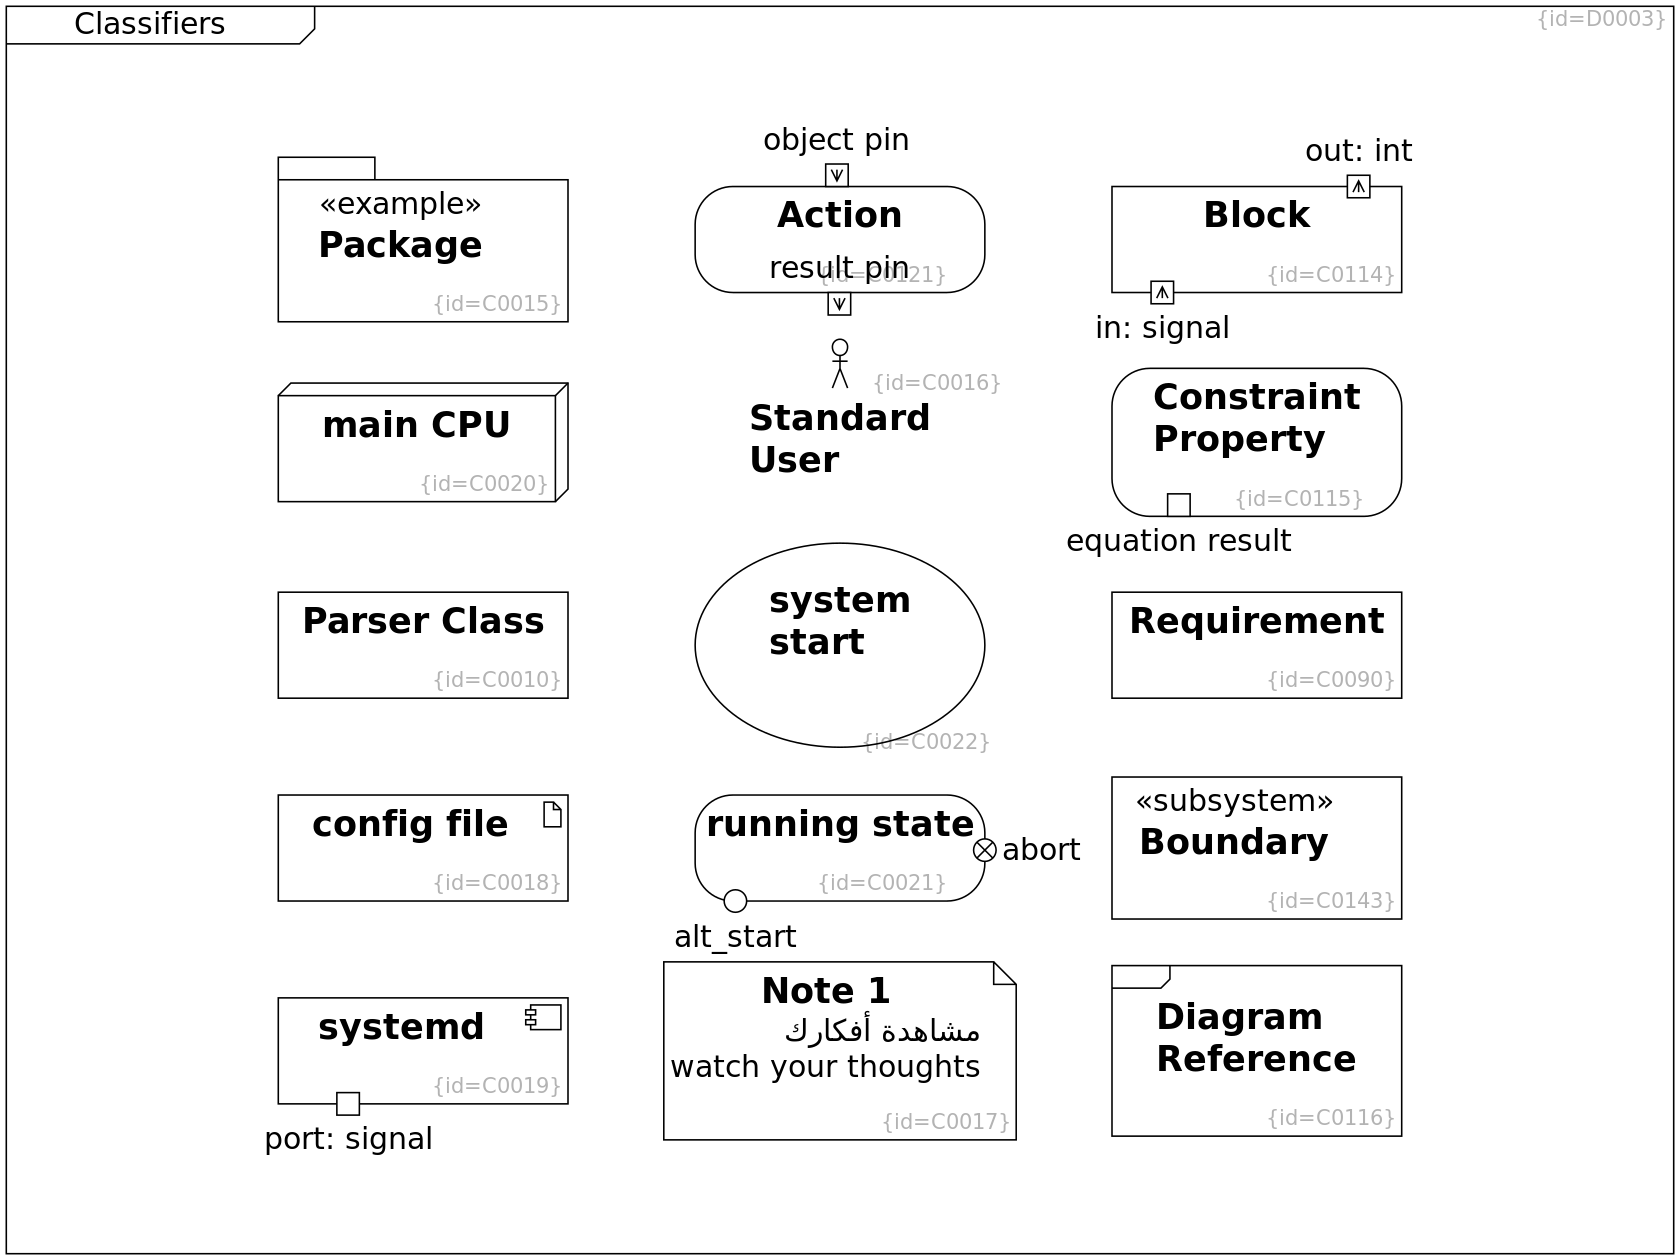 Classifiers
{id=D0003}
«example»
Package
{id=C0015}
object pin
Action
result pin
{id=C0121}
out: int
Block
{id=C0114}
in: signal
main CPU
{id=C0020}
{id=C0016}
Standard
User
Constraint
Property
{id=C0115}
equation result
Parser Class
{id=C0010}
system
start
{id=C0022}
Requirement
{id=C0090}
config file
{id=C0018}
running state
abort
{id=C0021}
alt_start
«subsystem»
Boundary
{id=C0143}
systemd
{id=C0019}
port: signal
Note 1
مشاهدة أفكارك
watch your thoughts
{id=C0017}
Diagram
Reference
{id=C0116}